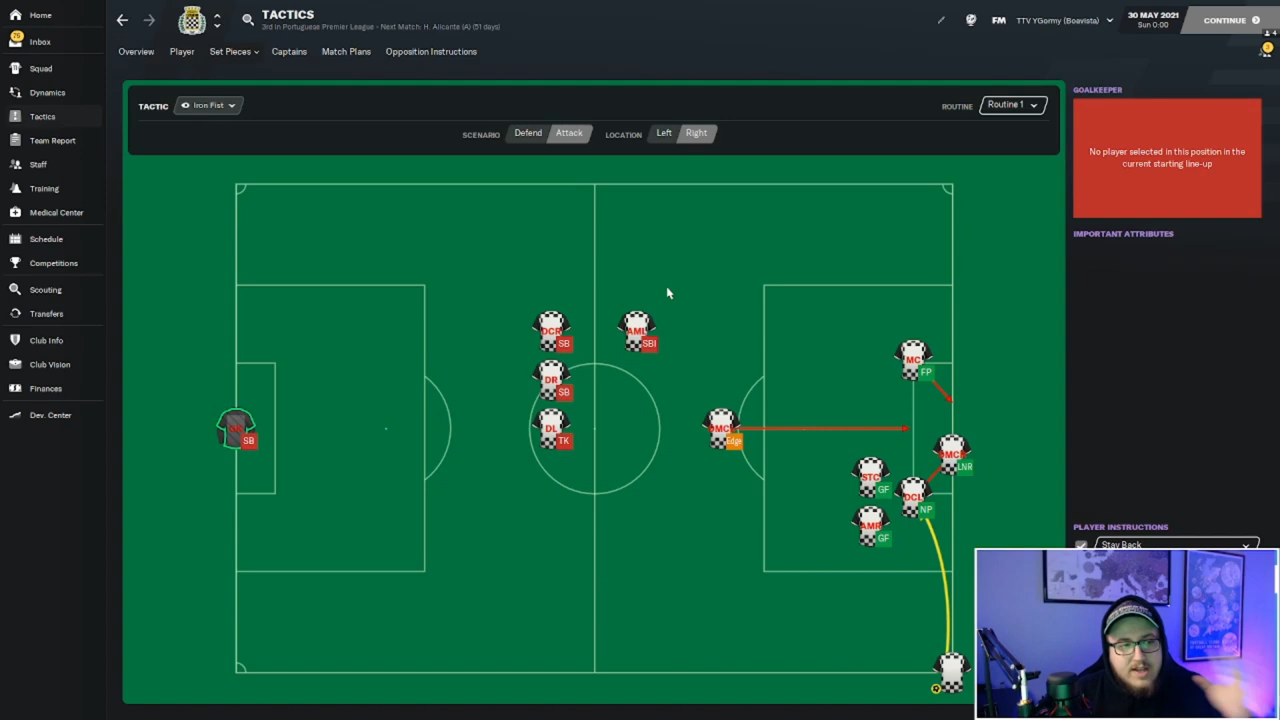 TACTICS
3rd in Portuguese Premier League - Next Match: H. Alicante (A) (51 days)
FM
TTV YGormy (Boavista)
30 MAY 2021
Sun 0:00
CONTINUE
Home
75
Inbox
Squad
Dynamics
Tactics
Team Report
Staff
Training
Medical Center
Schedule
Competitions
Scouting
Transfers
Club Info
Club Vision
Finances
Dev. Center
Overview
Player
Set Pieces
Captains
Match Plans
Opposition Instructions
TACTIC
Iron Fist
ROUTINE
Routine 1
SCENARIO
Defend
Attack
LOCATION
Left
Right
DCR
SB
AML
SBI
DR
SB
DL
TK
SB
Edge
MC
FP
LNR
STC
GF
DCL
NP
AMR
GF
GOALKEEPER
No player selected in this position in the
current starting line-up
IMPORTANT ATTRIBUTES
PLAYER INSTRUCTIONS
Stay Back